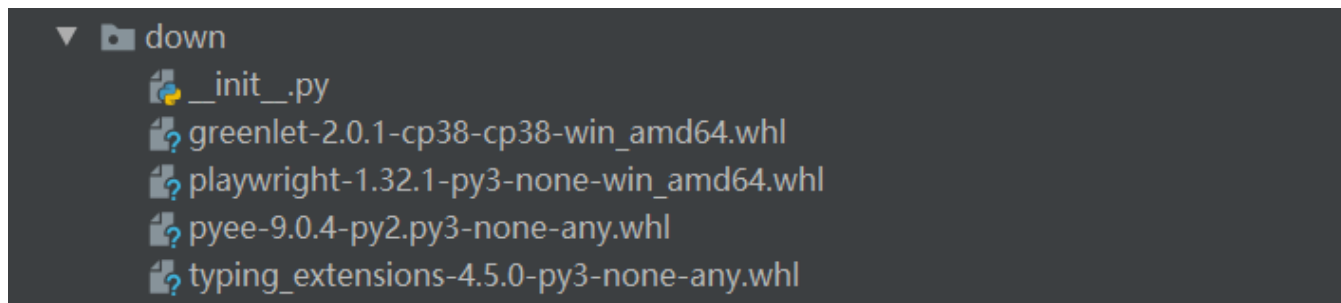 down
__init__.py
greenlet-2.0.1-cp38-cp38-win_amd64.whl
playwright-1.32.1-py3-none-win_amd64.whl
pyee-9.0.4-py2.py3-none-any.whl
typing_extensions-4.5.0-py3-none-any.whl